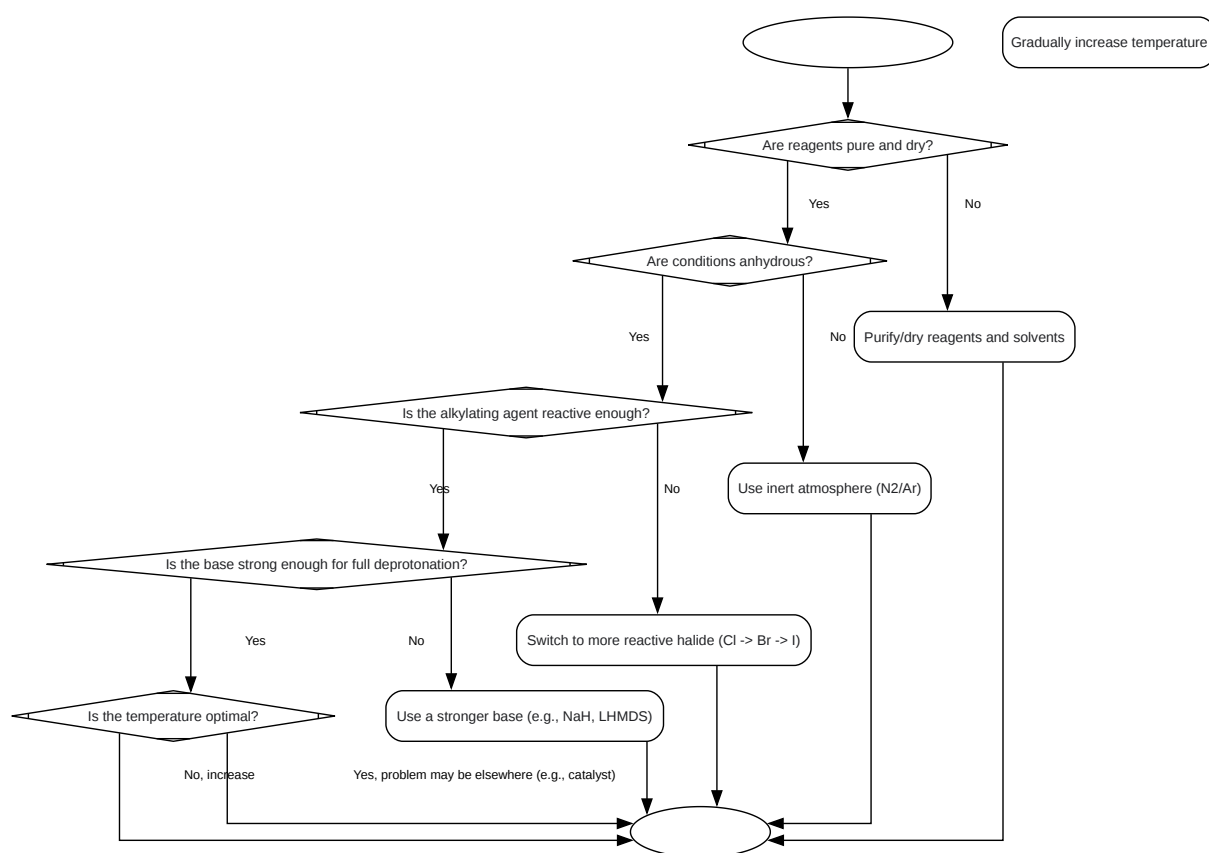 Gradually increase temperature
Are reagents pure and dry?
Yes
No
Are conditions anhydrous?
Yes
No
Purify/dry reagents and solvents
Is the alkylating agent reactive enough?
Yes
No
Use inert atmosphere (N2/Ar)
Is the base strong enough for full deprotonation?
Yes
No
Switch to more reactive halide (Cl -> Br -> I)
Is the temperature optimal?
Use a stronger base (e.g., NaH, LHMDS)
No, increase
Yes, problem may be elsewhere (e.g., catalyst)